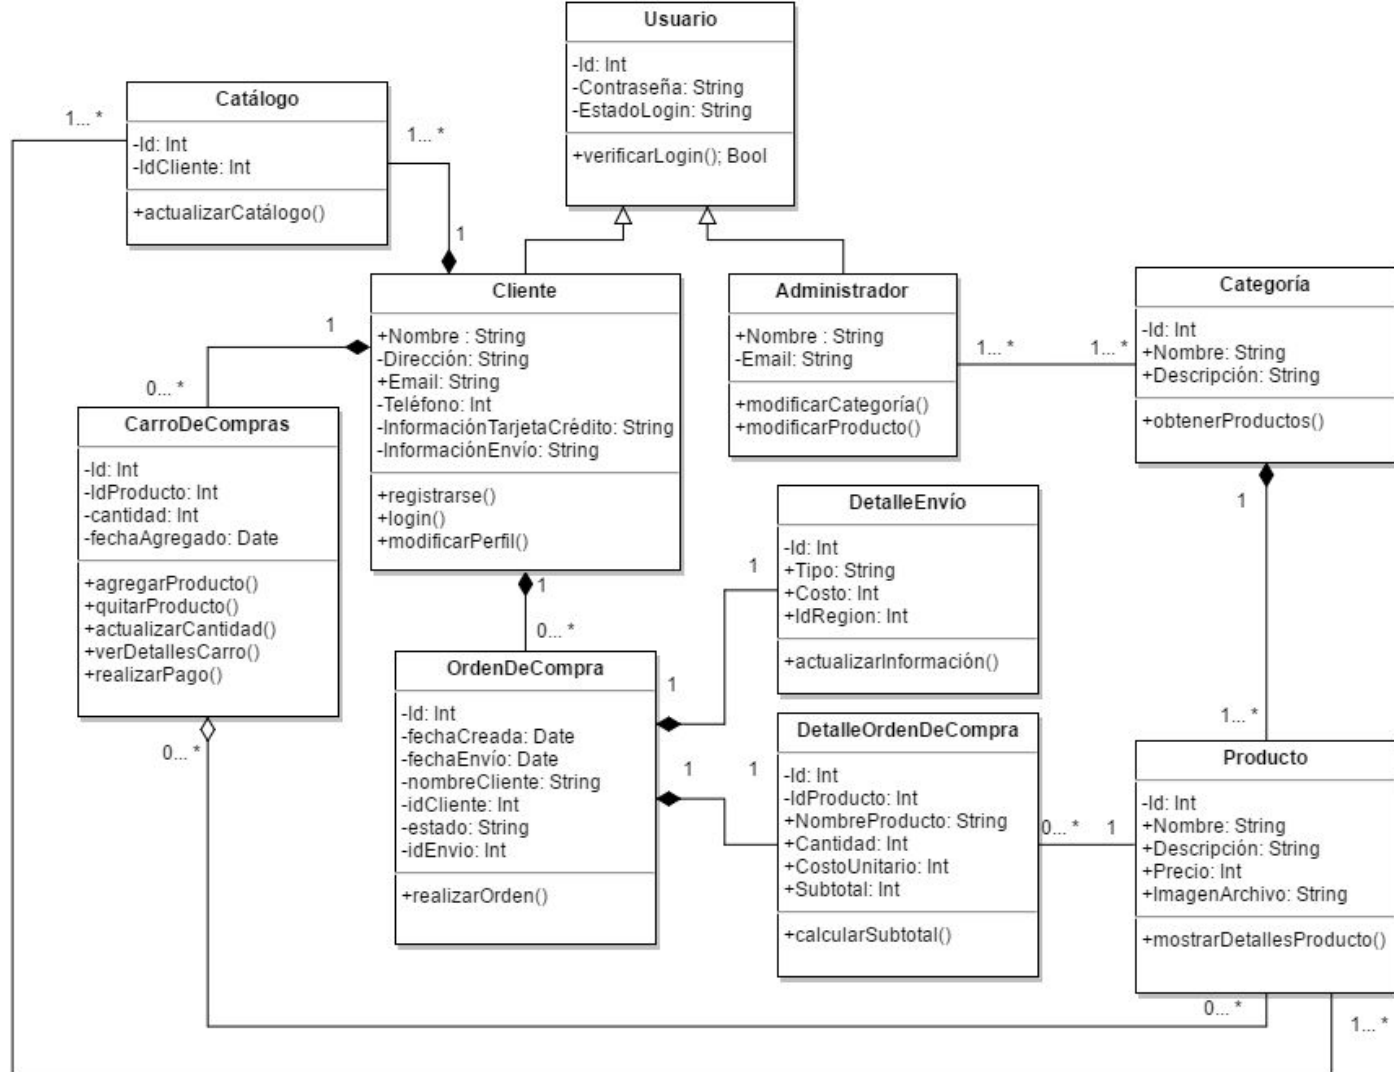 Usuario
-Id: Int
-Contraseña: String
-EstadoLogin: String
+verificarLogin(); Bool
Catálogo
-Id: Int
-IdCliente: Int
+actualizarCatálogo()
1... *
1... *
1
Cliente
+Nombre : String
-Dirección: String
+Email: String
-Teléfono: Int
-InformaciónTarjetaCrédito: String
-InformaciónEnvío: String
+registrarse()
+login()
+modificarPerfil()
Administrador
+Nombre : String
-Email: String
+modificarCategoría()
+modificarProducto()
1... *
1... *
Categoría
-Id: Int
+Nombre: String
+Descripción: String
+obtenerProductos()
1
1... *
1
0... *
CarroDeCompras
-Id: Int
-IdProducto: Int
-cantidad: Int
-fechaAgregado: Date
+agregarProducto()
+quitarProducto()
+actualizarCantidad()
+verDetallesCarro()
+realizarPago()
0... *
1
0... *
OrdenDeCompra
-Id: Int
-fechaCreada: Date
-fechaEnvío: Date
-nombreCliente: String
-idCliente: Int
-estado: String
-idEnvio: Int
+realizarOrden()
1
1
DetalleEnvío
-Id: Int
+Tipo: String
+Costo: Int
+IdRegion: Int
+actualizarInformación()
1
1
DetalleOrdenDeCompra
-Id: Int
-IdProducto: Int
+NombreProducto: String
+Cantidad: Int
+CostoUnitario: Int
+Subtotal: Int
+calcularSubtotal()
0... *
1
Producto
-Id: Int
+Nombre: String
+Descripción: String
+Precio: Int
+ImagenArchivo: String
+mostrarDetallesProducto()
0... *
1... *